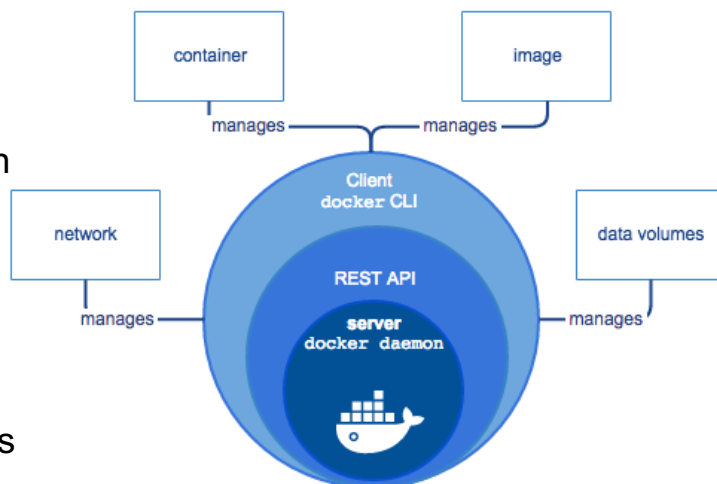 container
image
manages
manages
n
Client
docker CLI
network
data volumes
REST API
manages
manages
server
docker daemon
s